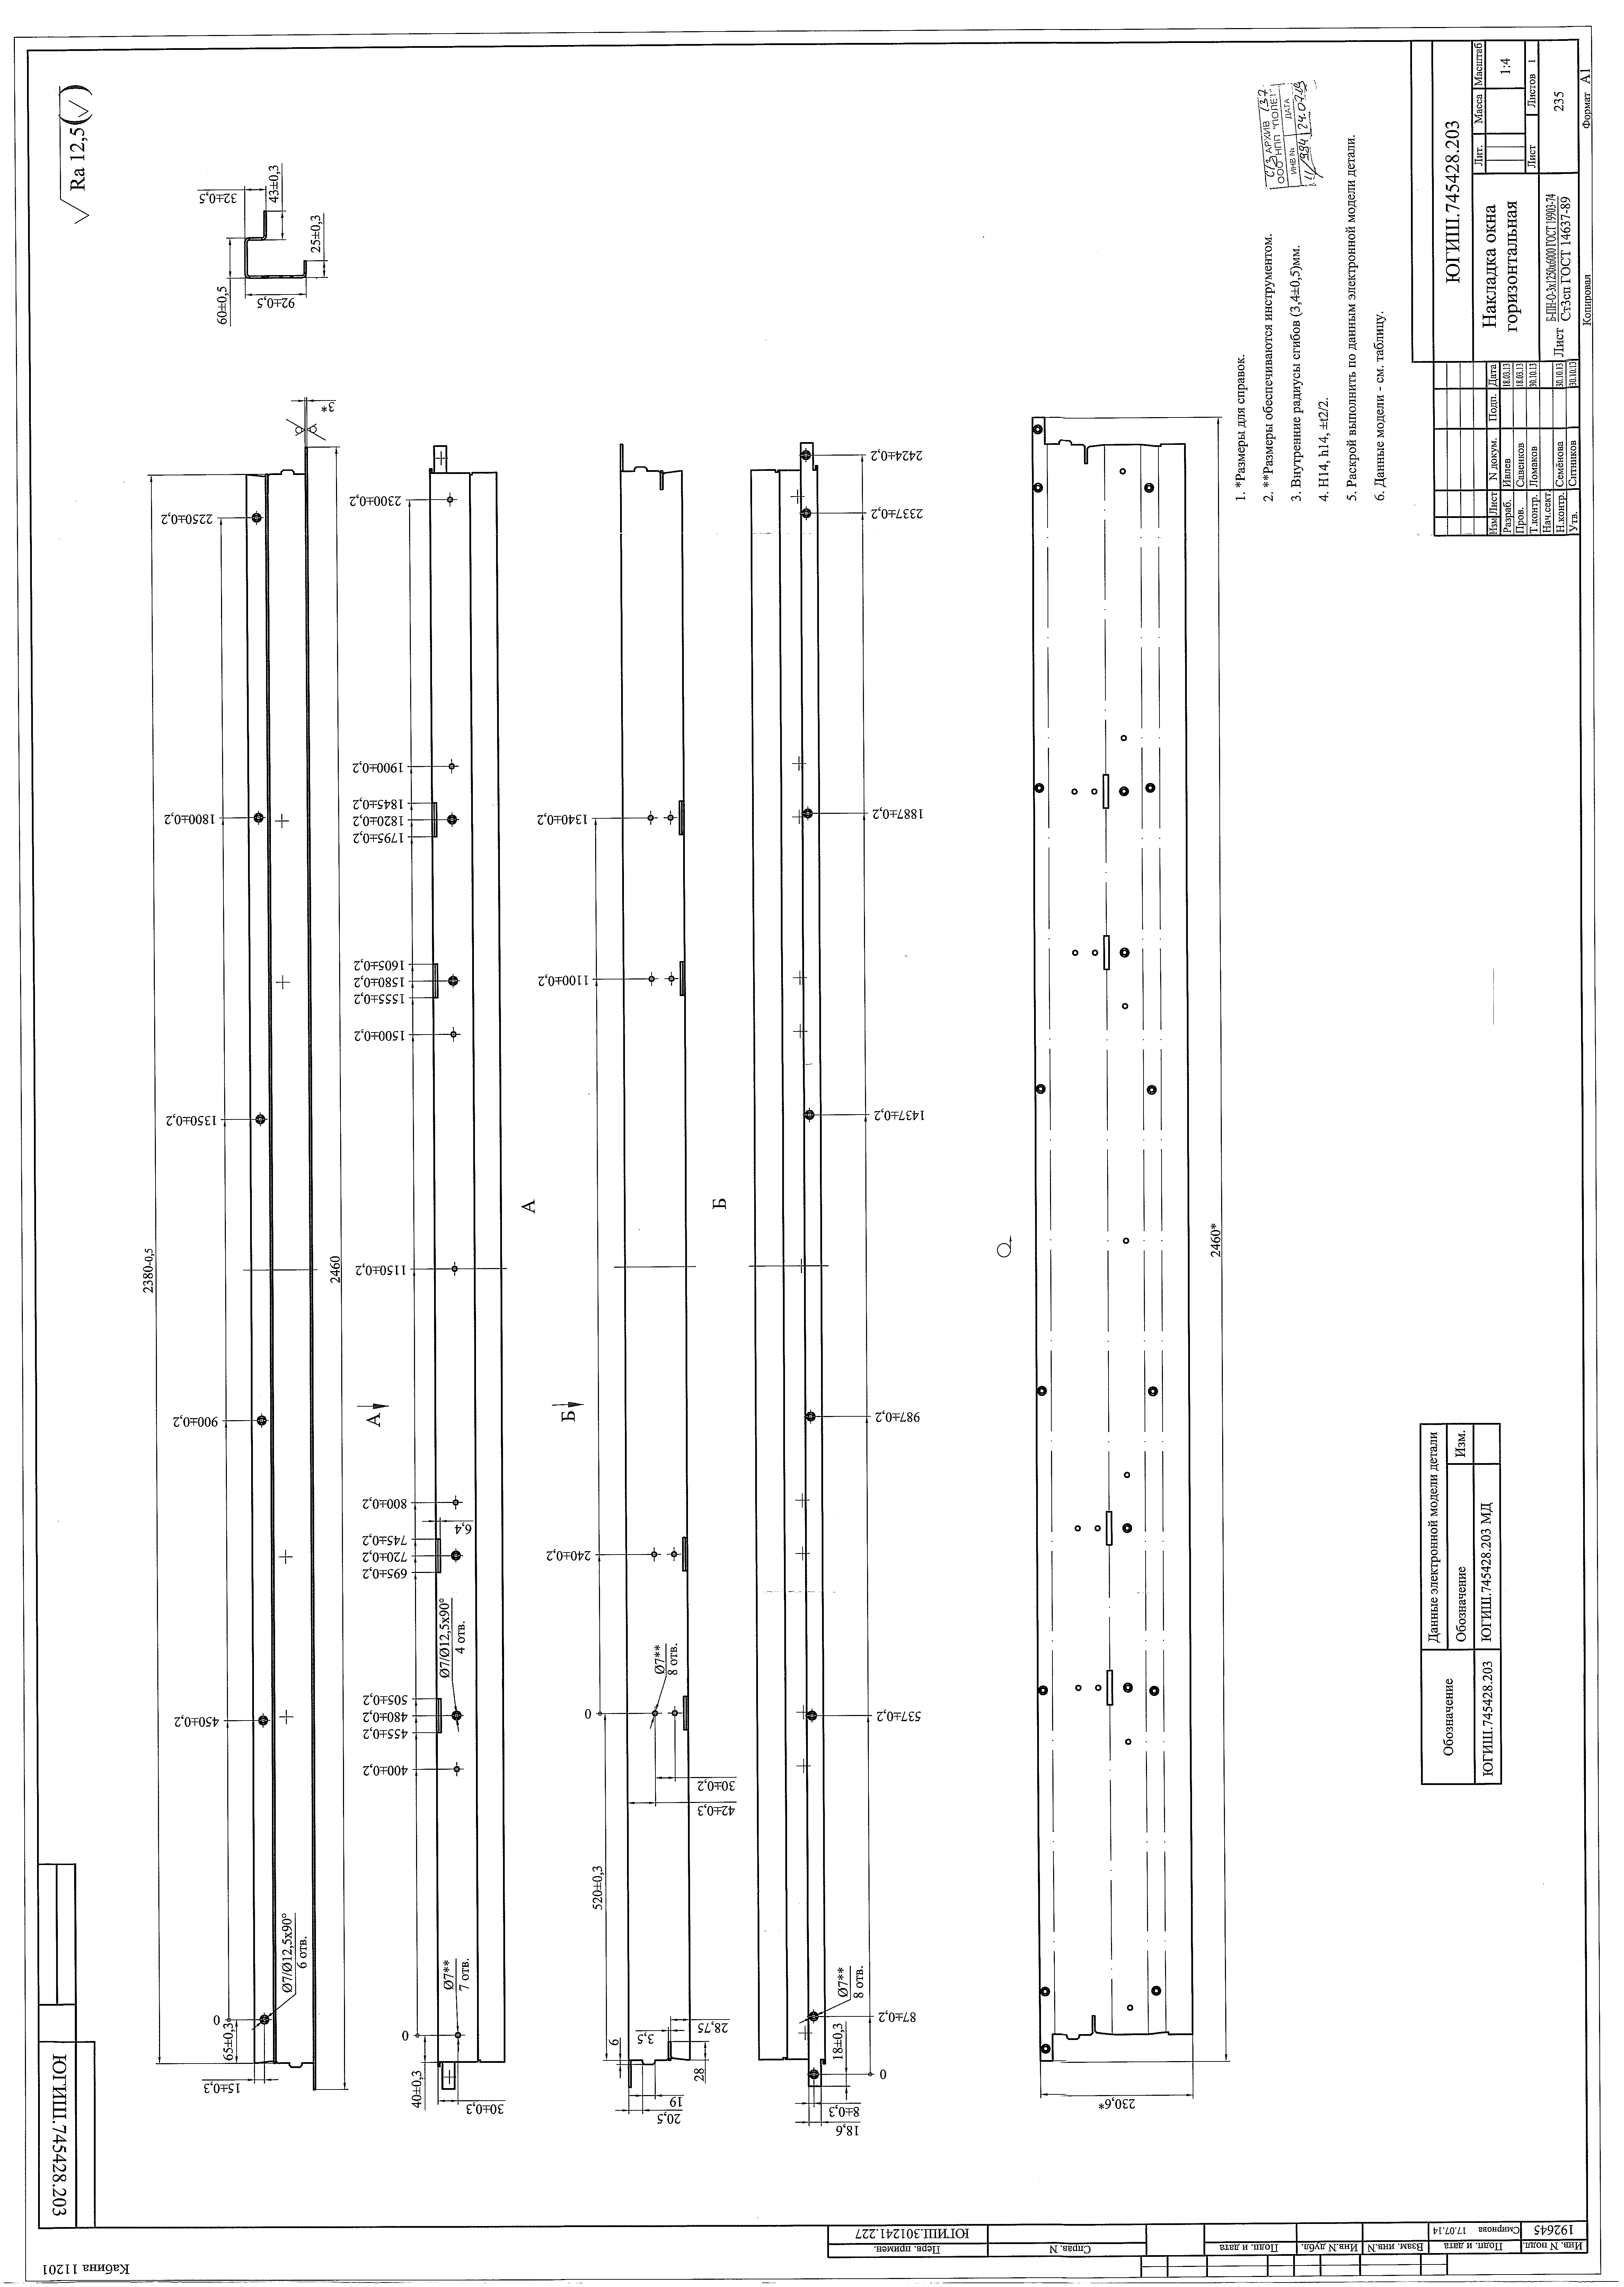 Кабина 11201
ЮГИШ.745428.203
Перв. примен.
ЮГИШ.301241.227
Справ. N
Подп. и дата
Инв.N дубл.
Взам. инв.N
Подп. и дата
Смирнова 17.07.14
Инв. N подл.
192645
Ra 12,5(√)
2380-0,5
2250±0,2
1800±0,2
1350±0,2
900±0,2
450±0,2
0
65±0,3
15±0,3
Ø7/Ø12,5x90°
6 отв.
2460
3*
60±0,5
92±0,5
32±0,5
43±0,3
25±0,3
А
2300±0,2
1900±0,2
1845±0,2
1820±0,2
1795±0,2
1605±0,2
1580±0,2
1555±0,2
1500±0,2
1150±0,2
800±0,2
745±0,2
720±0,2
695±0,2
6,4
505±0,2
480±0,2
455±0,2
400±0,2
0
40±0,3
30±0,3
Ø7/Ø12,5x90°
4 отв.
Ø7**
7 отв.
А
Б
1340±0,2
1100±0,2
240±0,2
0
Ø7**
8 отв.
30±0,2
42±0,3
520±0,3
6
3,5
28,75
28
19
20,5
Б
2424±0,2
2337±0,2
1887±0,2
1437±0,2
987±0,2
537±0,2
87±0,2
0
Ø7**
8 отв.
18±0,3
8±0,3
18,6
2460*
230,6*
1. *Размеры для справок.
2. **Размеры обеспечиваются инструментом.
3. Внутренние радиусы сгибов (3,4±0,5)мм.
4. H14, h14, ±t2/2.
5. Раскрой выполнить по данным электронной модели детали.
6. Данные модели - см. таблицу.
АРХИВ 137
ООО НПП "ПОЛЕТ"
ИНВ № ДАТА
Обозначение
Данные электронной модели детали
Обозначение Изм.
ЮГИШ.745428.203 ЮГИШ.745428.203 МД
ЮГИШ.745428.203
Изм Лист N докум. Подп. Дата
Разраб. Ивлев 18.03.13
Пров. Савенков 18.03.13
Т.контр. Ломаков 30.10.13
Нач.сект.
Н.контр. Семёнова 30.10.13
Утв. Ситников 30.10.13
Накладка окна
горизонтальная
Лит. Масса Масштаб
1:4
Лист Листов 1
Лист Б-ПН-О-3х1250х6000 ГОСТ 19903-74
Ст3сп ГОСТ 14637-89
235
Копировал
Формат А1